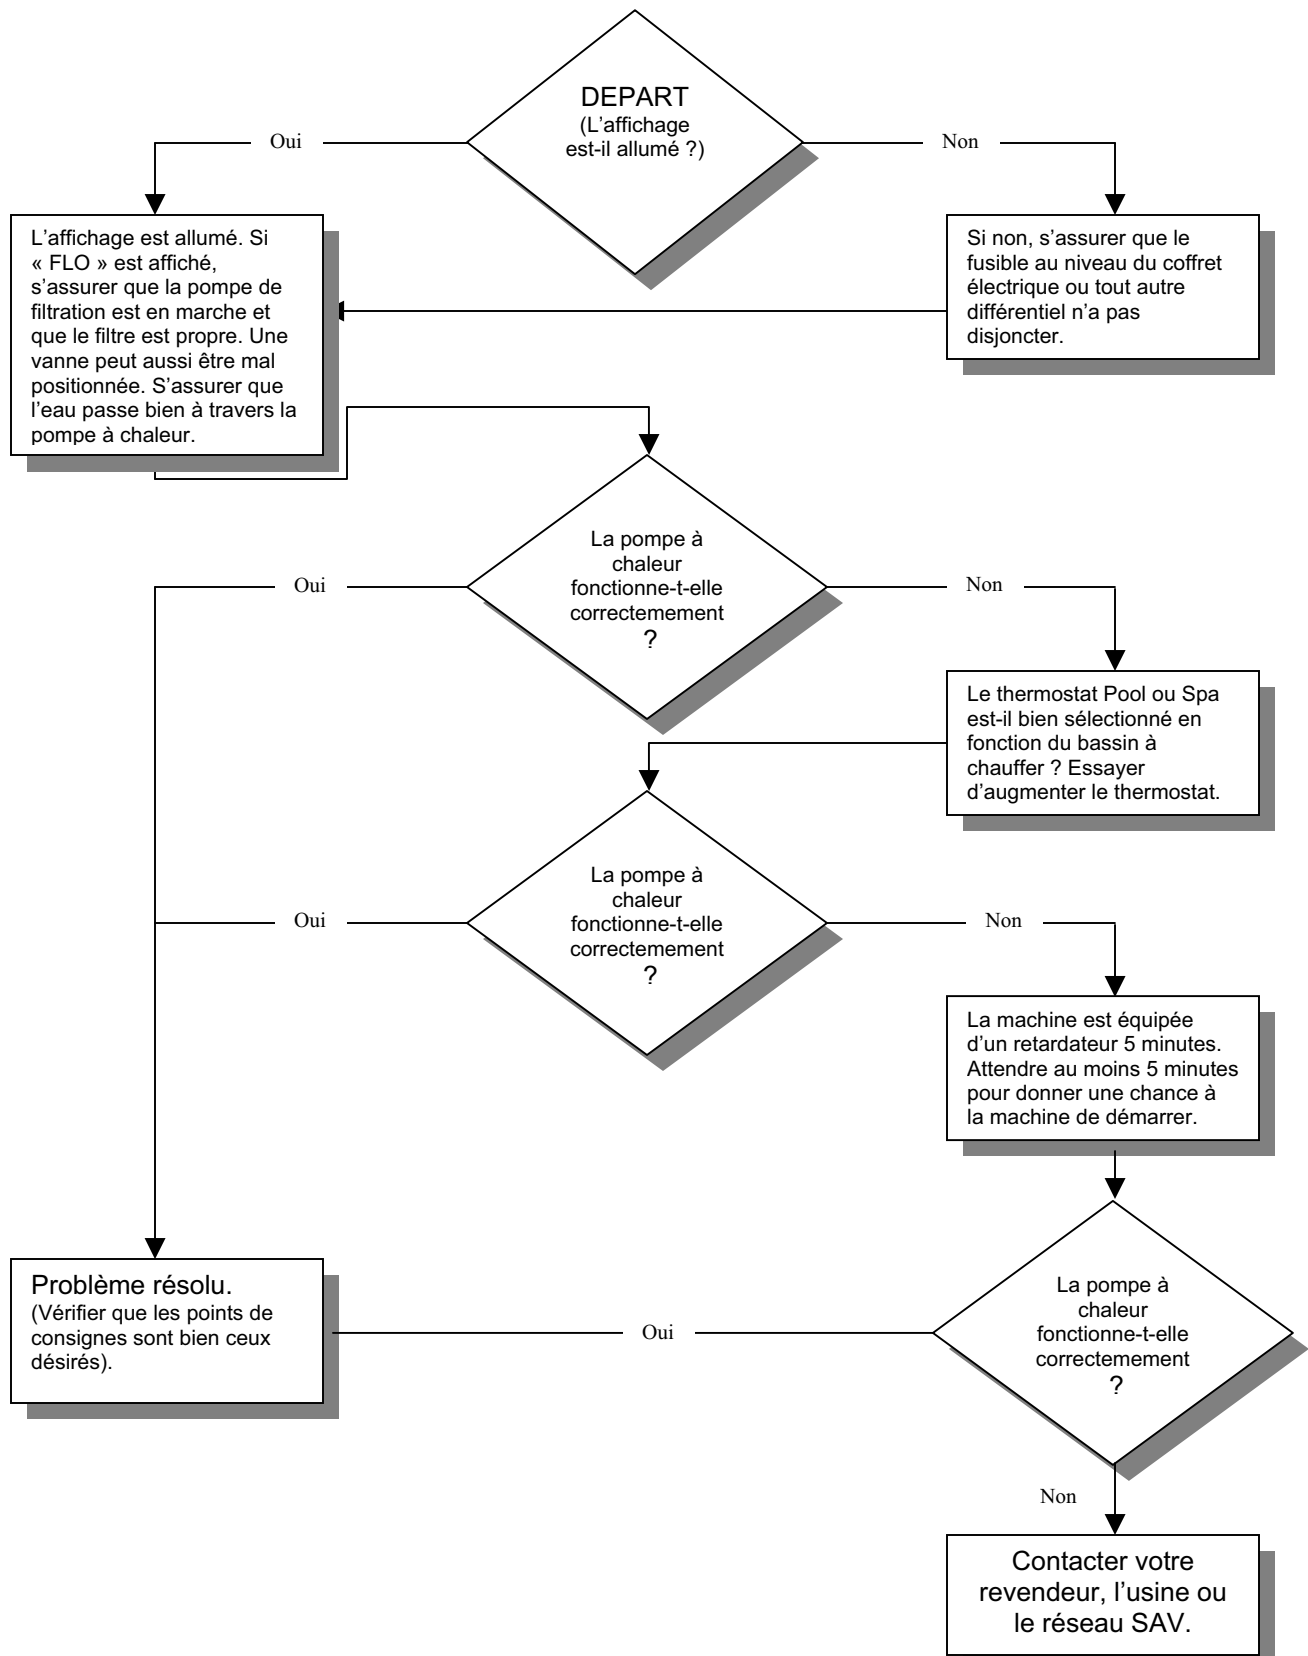 DEPART
(L'affichage
est-il allumé ?)
Oui
Non
L'affichage est allumé. Si
« FLO » est affiché,
s'assurer que la pompe de
filtration est en marche et
que le filtre est propre. Une
vanne peut aussi être mal
positionnée. S'assurer que
l'eau passe bien à travers la
pompe à chaleur.
Si non, s'assurer que le
fusible au niveau du coffret
électrique ou tout autre
différentiel n'a pas
disjoncter.
La pompe à
chaleur
fonctionne-t-elle
correctemement
?
Oui
Non
Le thermostat Pool ou Spa
est-il bien sélectionné en
fonction du bassin à
chauffer ? Essayer
d'augmenter le thermostat.
La pompe à
chaleur
fonctionne-t-elle
correctemement
?
Oui
Non
La machine est équipée
d'un retardateur 5 minutes.
Attendre au moins 5 minutes
pour donner une chance à
la machine de démarrer.
Problème résolu.
(Vérifier que les points de
consignes sont bien ceux
désirés).
Oui
La pompe à
chaleur
fonctionne-t-elle
correctemement
?
Non
Contacter votre
revendeur, l'usine ou
le réseau SAV.